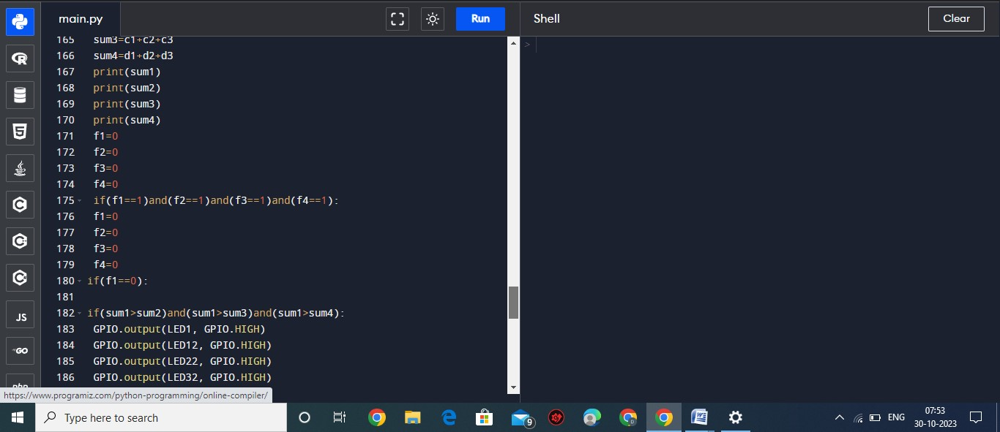 main.py
Run
Shell
Clear
165 sum3=c1+c2+c3
166 sum4=d1+d2+d3
167 print(sum1)
168 print(sum2)
169 print(sum3)
170 print(sum4)
171 f1=0
172 f2=0
173 f3=0
174 f4=0
175 if(f1==1)and(f2==1)and(f3==1)and(f4==1):
176 f1=0
177 f2=0
178 f3=0
179 f4=0
180 if(f1==0):
181
182 if(sum1>sum2)and(sum1>sum3)and(sum1>sum4):
183 GPIO.output(LED1, GPIO.HIGH)
184 GPIO.output(LED12, GPIO.HIGH)
185 GPIO.output(LED22, GPIO.HIGH)
186 GPIO.output(LED32, GPIO.HIGH)
>
R
5
C
C
C
JS
GO
php
https://www.programiz.com/python-programming/online-compiler/
Type here to search
9
W
ENG
07:53
30-10-2023